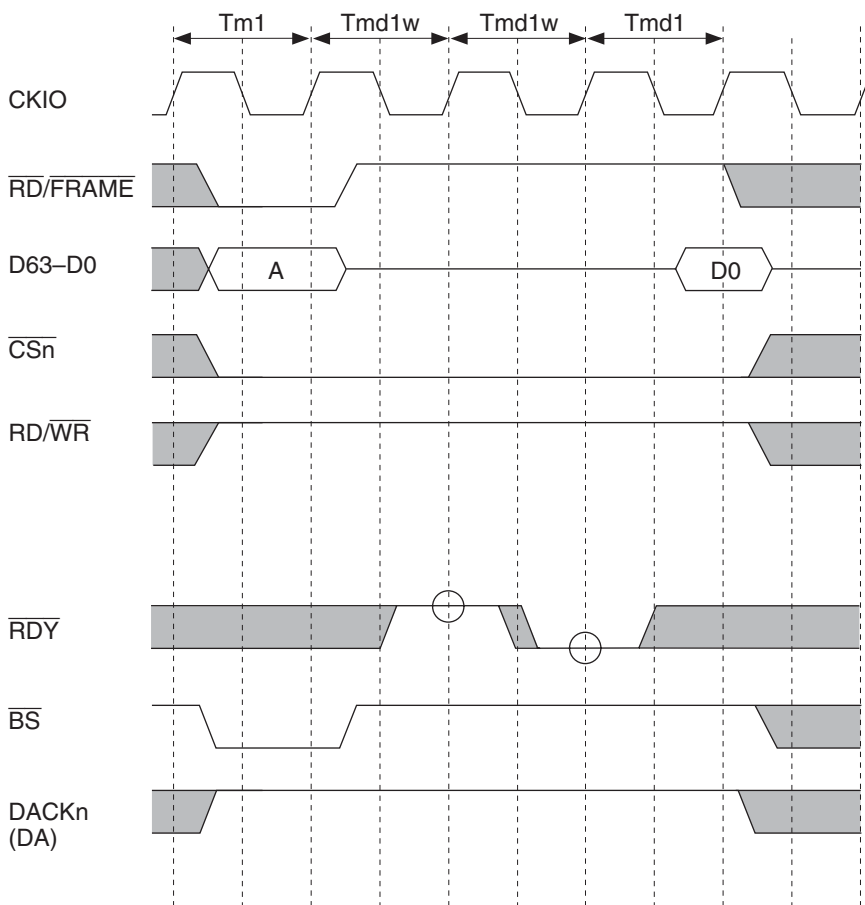 Tm1 Tmd1w Tmd1w Tmd1
CKIO
RD/FRAME
D63–D0 A D0
CSn
RD/WR
RDY
BS
DACKn
(DA)